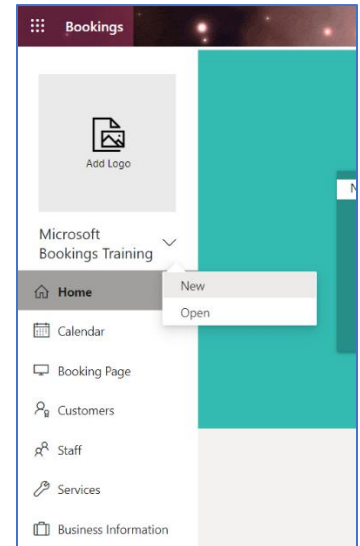 Bookings
Add Logo
Microsoft
Bookings Training
Home
New
Open
Calendar
Booking Page
Customers
Staff
Services
Business Information